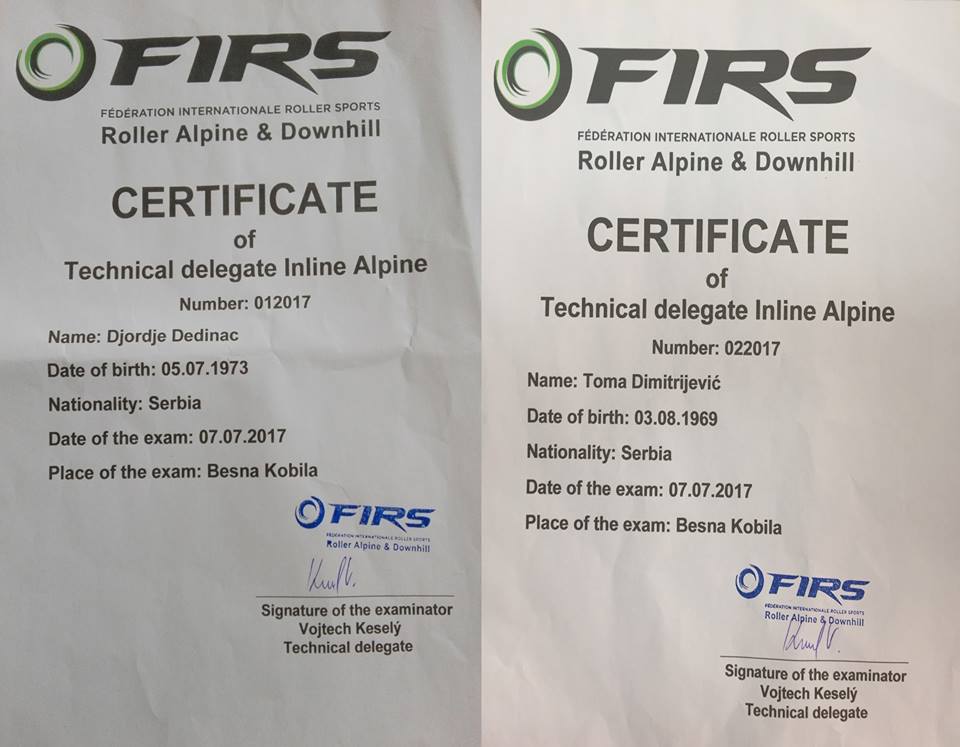 FIRS
FÉDÉRATION INTERNATIONALE ROLLER SPORTS
Roller Alpine & Downhill
CERTIFICATE
of
Technical delegate Inline Alpine
Number: 012017
Name: Djordje Dedinac
Date of birth: 05.07.1973
Nationality: Serbia
Date of the exam: 07.07.2017
Place of the exam: Besna Kobila
FIRS
FÉDÉRATION INTERNATIONALE ROLLER SPORTS
Roller Alpine & Downhill
Signature of the examinator
Vojtech Keselý
Technical delegate
FIRS
FÉDÉRATION INTERNATIONALE ROLLER SPORTS
Roller Alpine & Downhill
CERTIFICATE
of
Technical delegate Inline Alpine
Number: 022017
Name: Toma Dimitrijević
Date of birth: 03.08.1969
Nationality: Serbia
Date of the exam: 07.07.2017
Place of the exam: Besna Kobila
FIRS
FÉDÉRATION INTERNATIONALE ROLLER SPORTS
Roller Alpine & Downhill
Signature of the examinator
Vojtech Keselý
Technical delegate